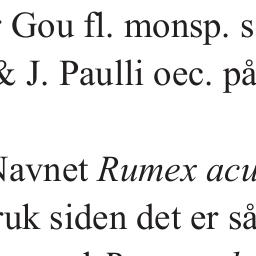 Gou fl. monsp. s
& J. Paulli oec. på
Navnet Rumex acu
ruk siden det er så